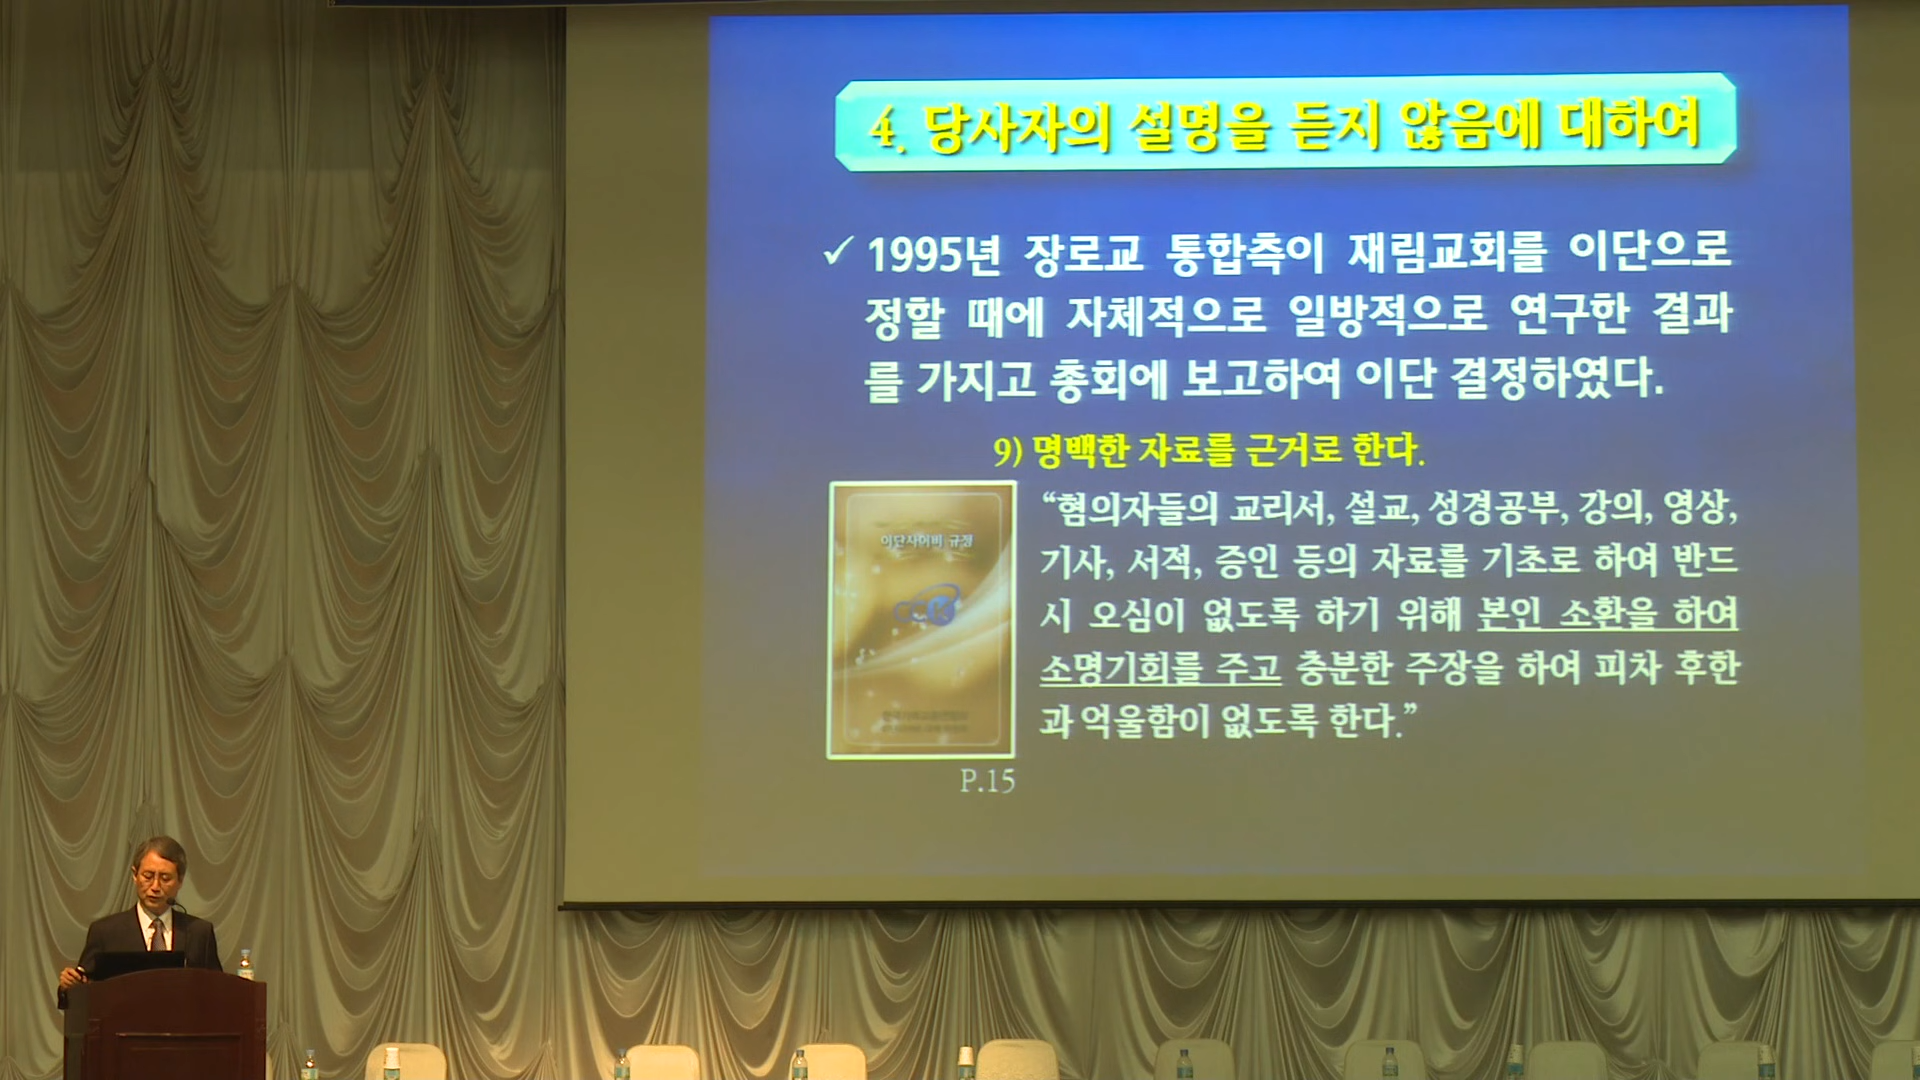 4. 당사자의 설명을 듣지 않음에 대하여
✓ 1995년 장로교 통합측이 재림교회를 이단으로
정할 때에 자체적으로 일방적으로 연구한 결과
를 가지고 총회에 보고하여 이단 결정하였다.
9) 명백한 자료를 근거로 한다.
“혐의자들의 교리서, 설교, 성경공부, 강의, 영상,
기사, 서적, 증인 등의 자료를 기초로 하여 반드
시 오심이 없도록 하기 위해 본인 소환을 하여
소명기회를 주고 충분한 주장을 하여 피차 후한
과 억울함이 없도록 한다.”
이단사이비 규정
CCK
P.15